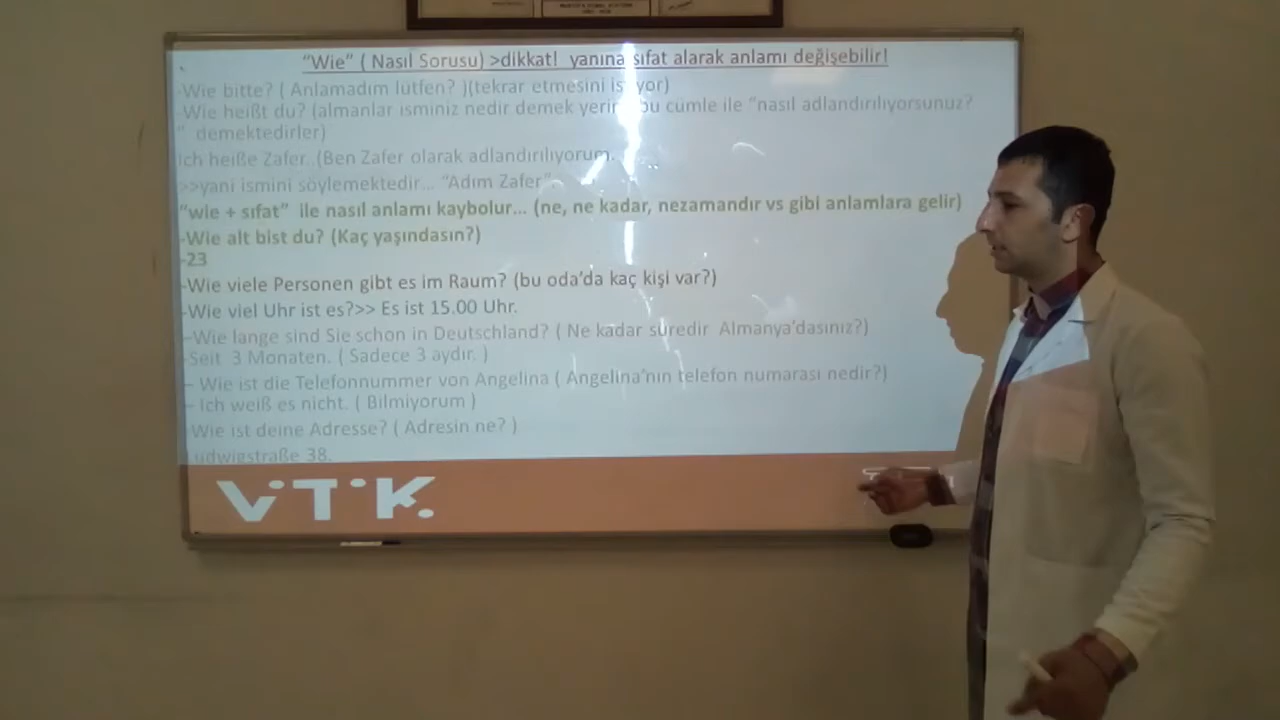 "Wie" ( Nasıl Sorusu) >dikkat! yanına sıfat alarak anlamı değişebilir!
-Wie bitte? ( Anlamadım lütfen? )(tekrar etmesini is yor)
-Wie heißt du? (almanlar isminiz nedir demek yerin bu cümle ile "nasıl adlandırılıyorsunuz?
" demektedirler)
Ich heiße Zafer. (Ben Zafer olarak adlandırılıyorum.
>>yani ismini söylemektedir... "Adım Zafer"
"wie + sıfat" ile nasıl anlamı kaybolur... (ne, ne kadar, nezamandır vs gibi anlamlara gelir)
-Wie alt bist du? (Kaç yaşındasın?)
-23
-Wie viele Personen gibt es im Raum? (bu oda'da kaç kişi var?)
-Wie viel Uhr ist es?>> Es ist 15.00 Uhr.
-Wie lange sind Sie schon in Deutschland? ( Ne kadar süredir Almanya'dasınız?)
-Seit 3 Monaten. ( Sadece 3 aydır. )
- Wie ist die Telefonnummer von Angelina ( Angelina'nın telefon numarası nedir?)
- Ich weiß es nicht. ( Bilmiyorum )
-Wie ist deine Adresse? ( Adresin ne? )
Ludwigstraße 38.
ViTiK.